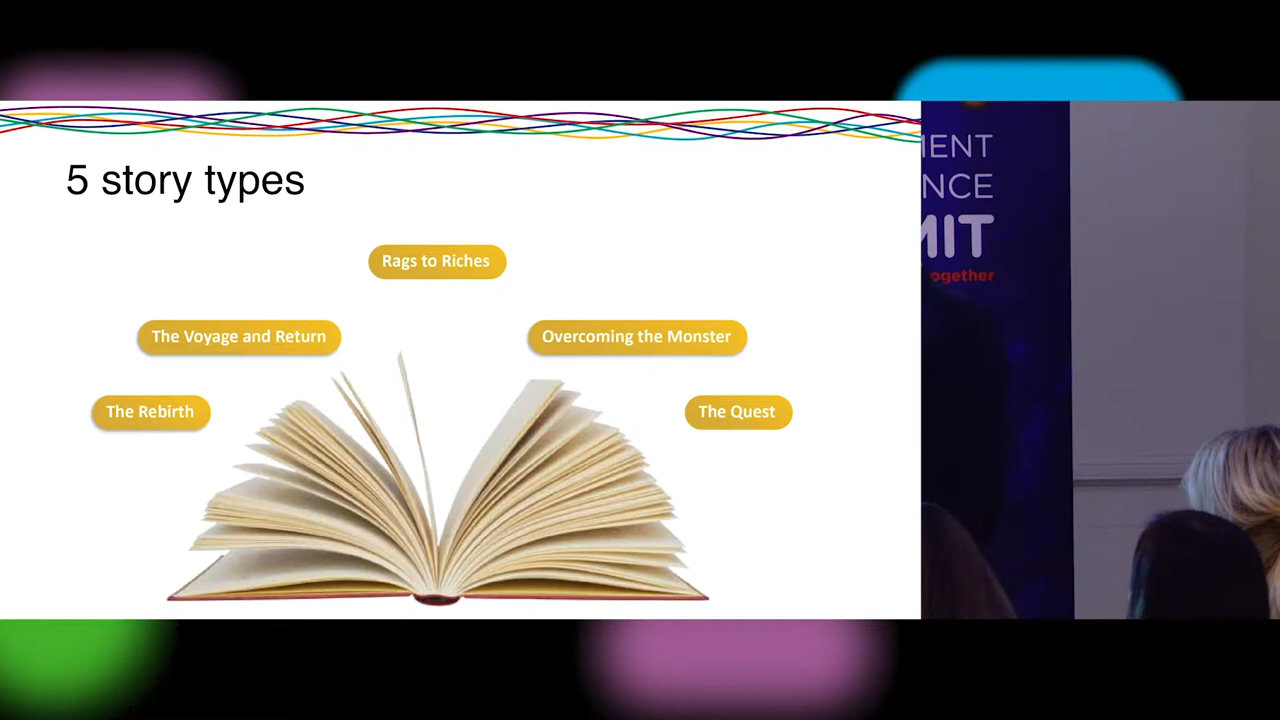 5 story types
Rags to Riches
The Voyage and Return
Overcoming the Monster
The Rebirth
The Quest
IENT
NCE
MIT
ogether